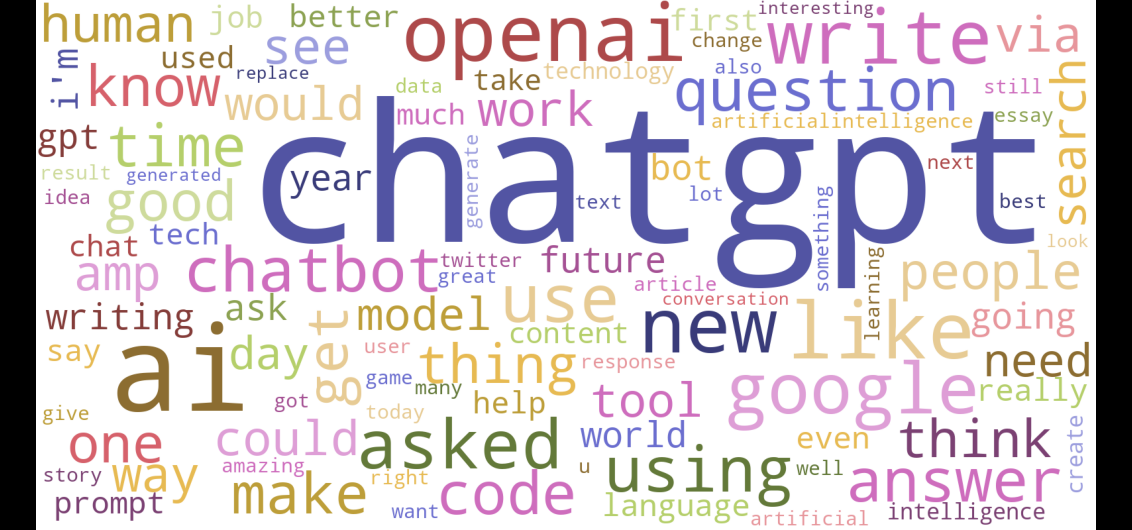 human
job
better
openai
first
interesting
write
via
used
see
change
i'm
know
replace
would
data
take
technology
also
question
still
search
much
work
artificialintelligence
essay
gpt
time
chatgpt
generate
bot
next
result
generated
year
lot
idea
good
text
something
best
tech
chat
look
amp
chatbot
twitter
great
future
article
learning
people
conversation
writing
ask
model
use
content
new
like
going
say
ai
day
get
user
thing
response
need
game
many
google
really
give
got
today
help
tool
one
could
asked
world
even
think
create
story
way
amazing
right
u
using
well
answer
prompt
make
want
code
language
artificial
intelligence